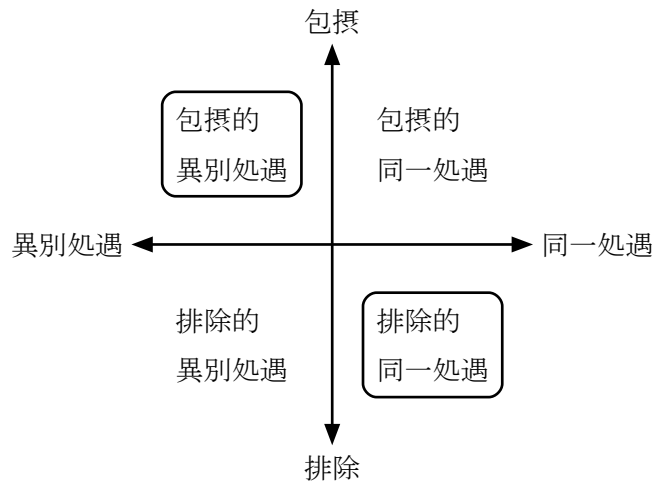 包摂
包摂的
異別処遇
包摂的
同一処遇
異別処遇
同一処遇
排除的
異別処遇
排除的
同一処遇
排除